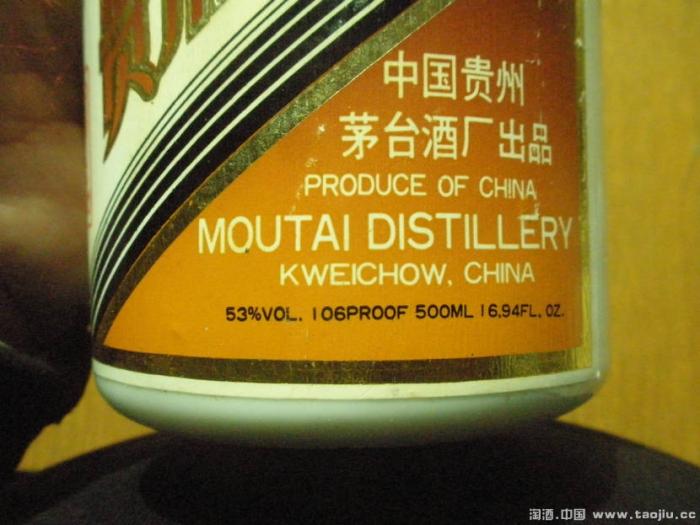 中国贵州
茅台酒厂出品
PRODUCE OF CHINA
MOUTAI DISTILLERY
KWEICHOW, CHINA
53%VOL. 106PROOF 500ML 16.94FL. OZ.
淘酒.中国 www.taojiu.cc